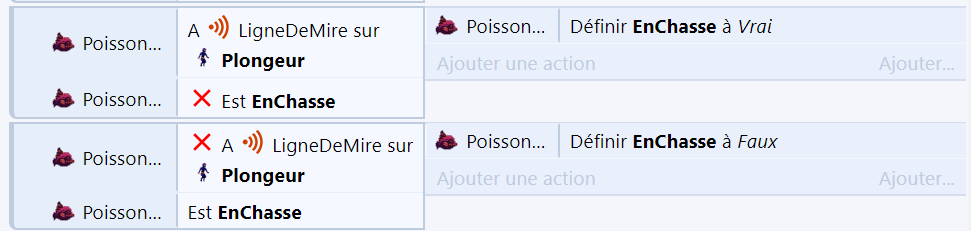 Poisson... A LigneDeMire sur Poisson... Définir EnChasse à Vrai
Plongeur Ajouter une action Ajouter...
Poisson... Est EnChasse
Poisson... A LigneDeMire sur Poisson... Définir EnChasse à Faux
Plongeur Ajouter une action Ajouter...
Poisson... Est EnChasse